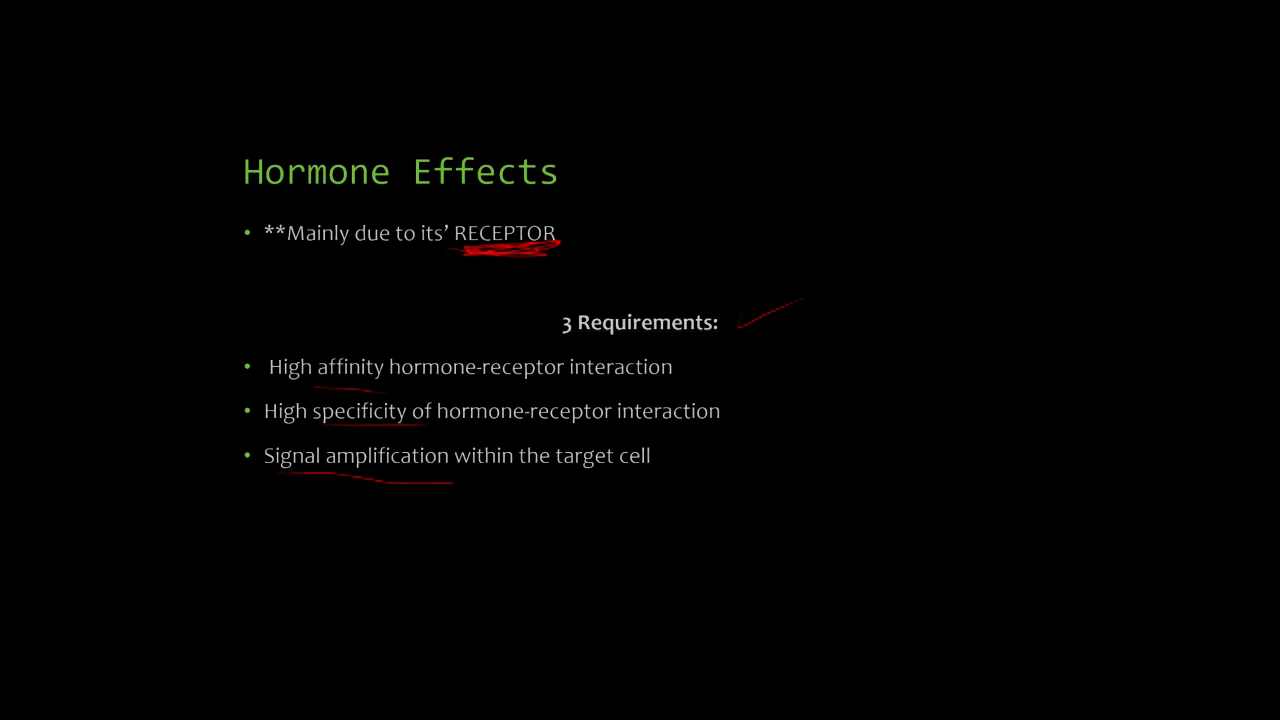 Hormone Effects
• **Mainly due to its’ RECEPTOR
3 Requirements:
• High affinity hormone-receptor interaction
• High specificity of hormone-receptor interaction
• Signal amplification within the target cell